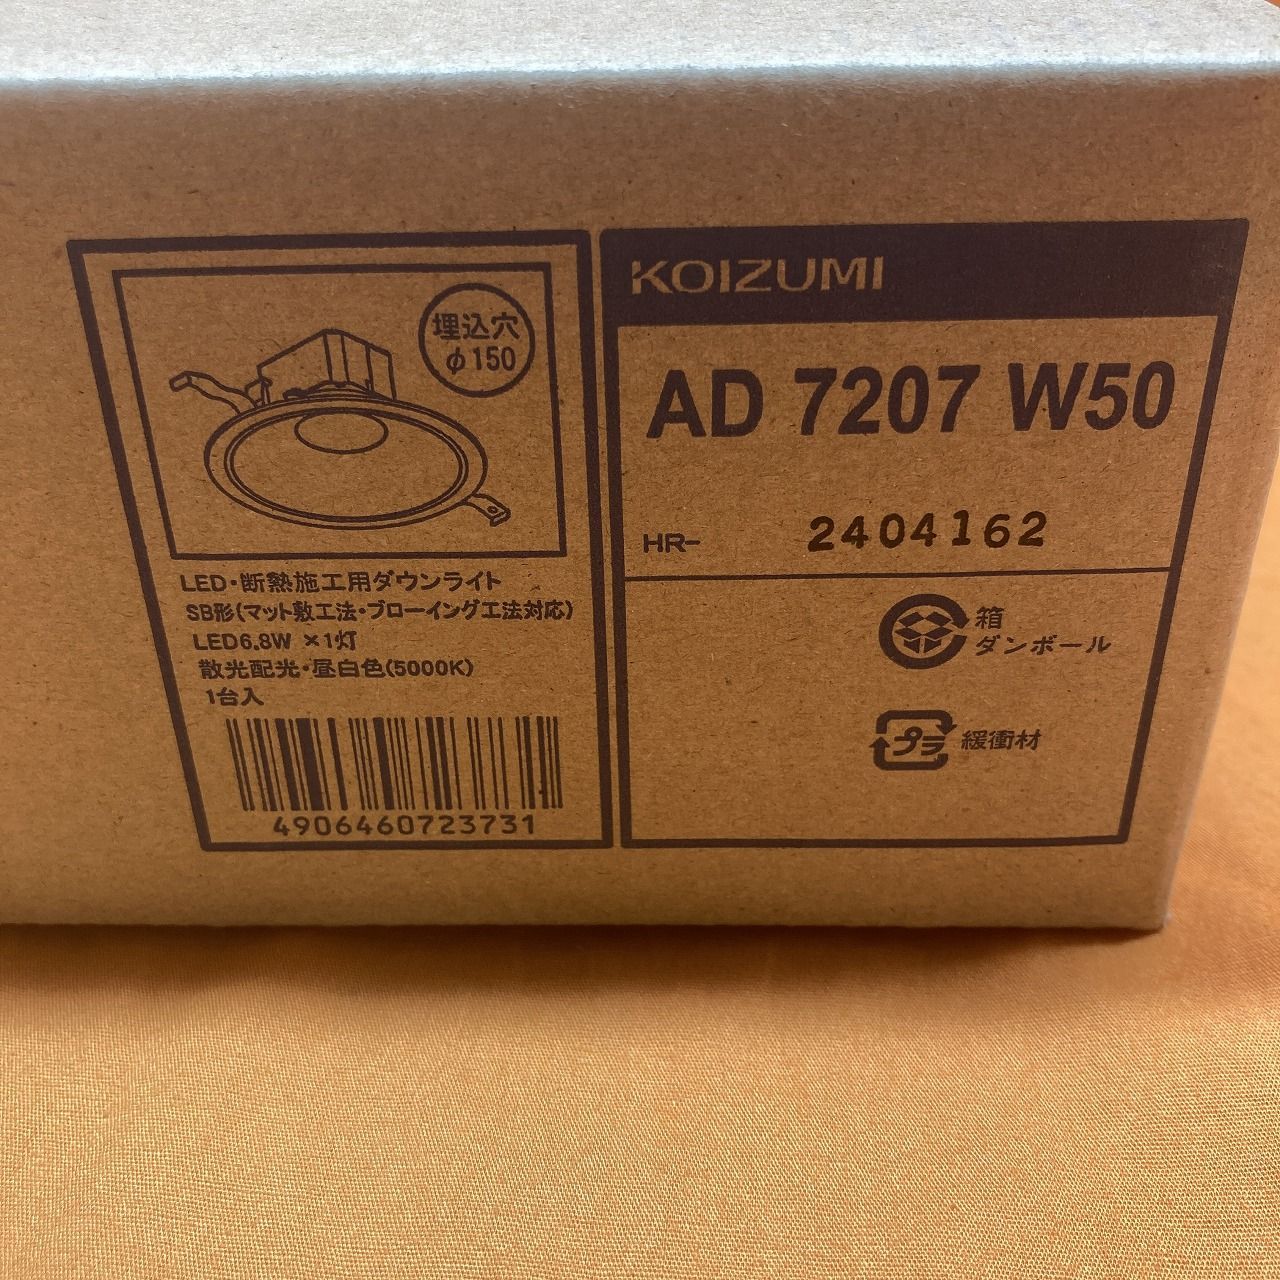 埋込穴
φ150
LED・断熱施工用ダウンライト
SB形(マット敷工法・ブローイング工法対応)
LED6.8W ×1灯
散光配光・昼白色(5000K)
1台入
4906460723731
KOIZUMI
AD 7207 W50
HR- 2404162
箱
ダンボール
プラ 緩衝材